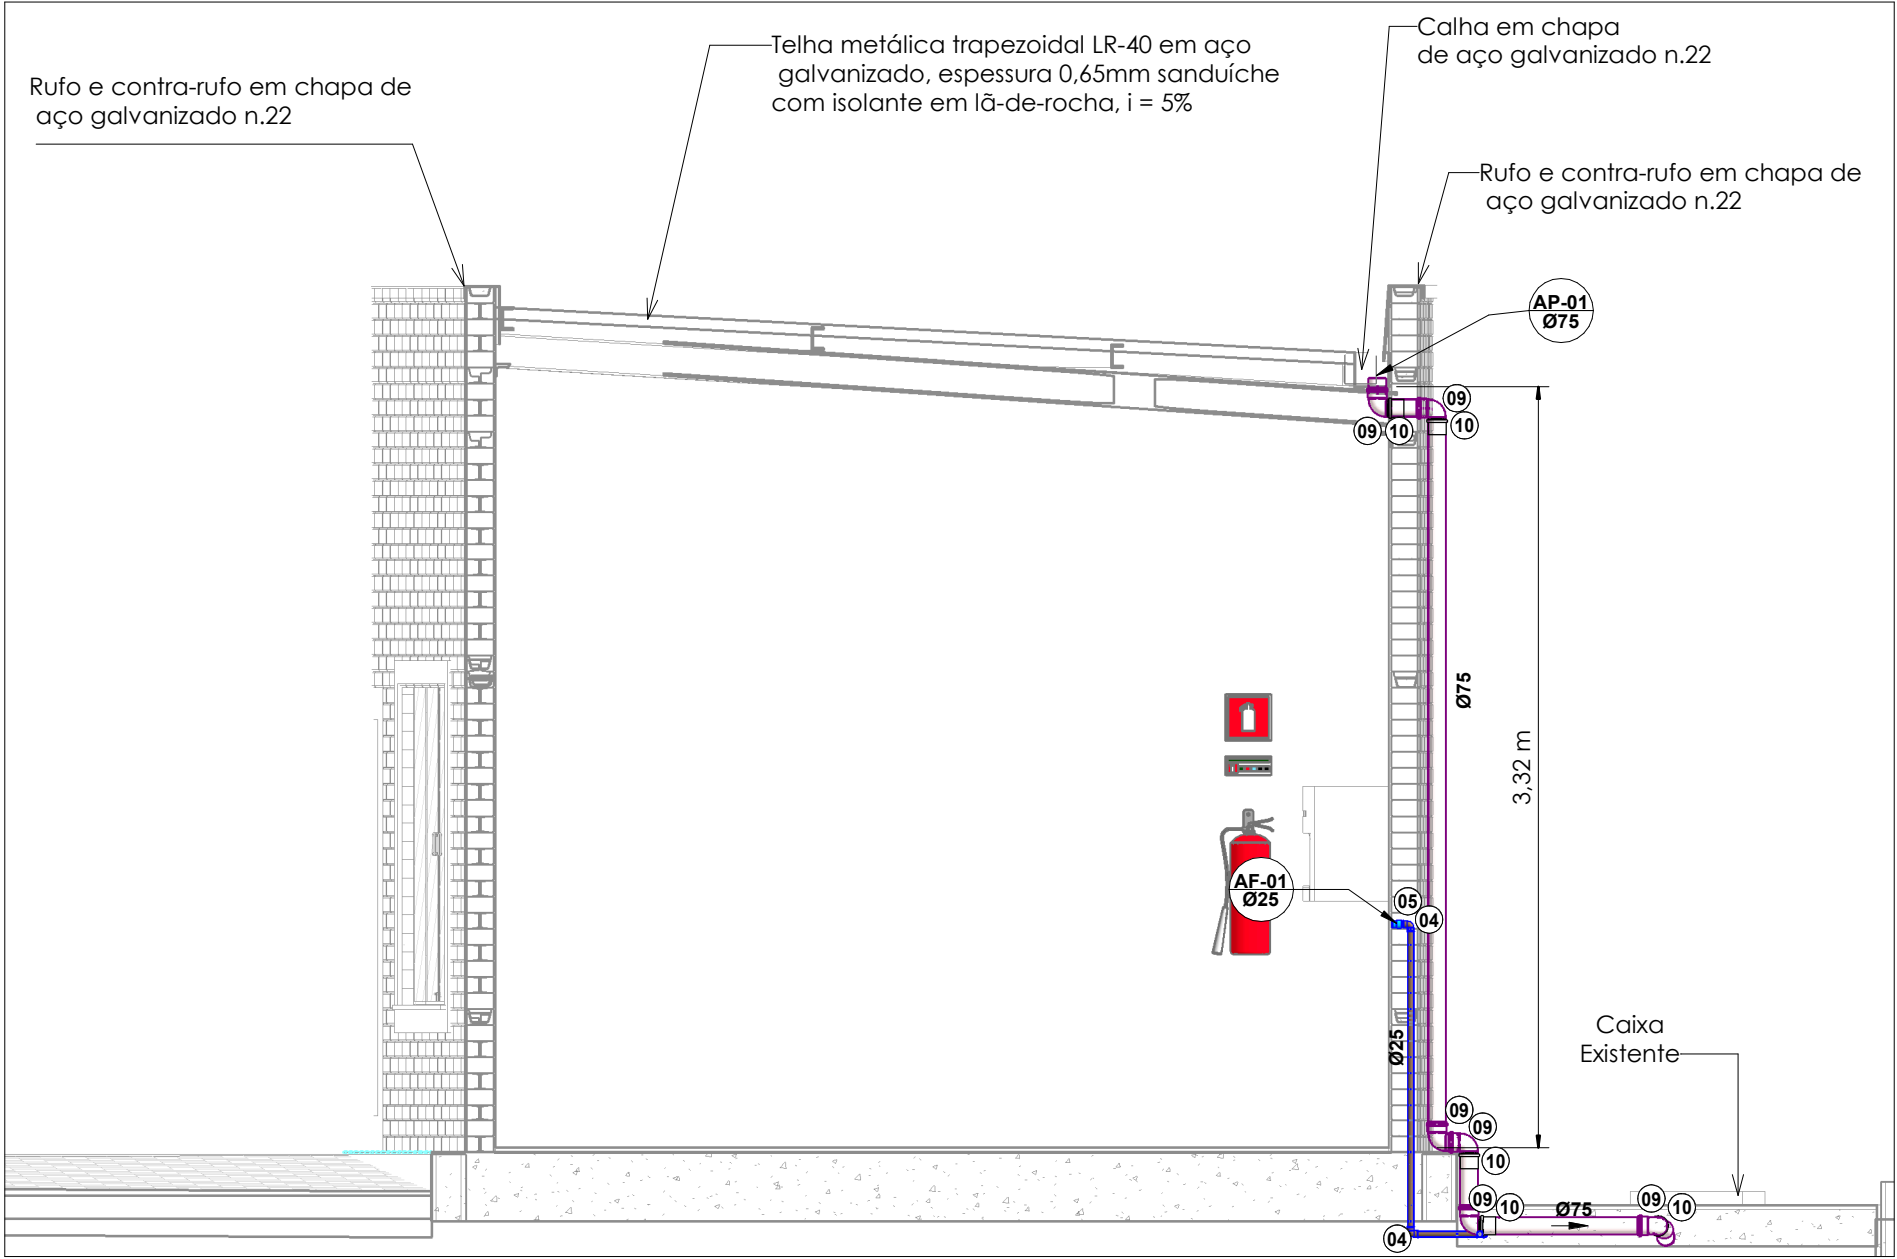 Calha em chapa
de aço galvanizado n.22
Telha metálica trapezoidal LR-40 em aço
galvanizado, espessura 0,65mm sanduíche
com isolante em lã-de-rocha, i = 5%
Rufo e contra-rufo em chapa de
aço galvanizado n.22
Rufo e contra-rufo em chapa de
aço galvanizado n.22
AP-01
Ø75
09
09
10
10
Ø75
3,32 m
AF-01
Ø25
05
04
Ø25
Caixa
Existente
09
09
10
09
10
Ø75
09
10
04